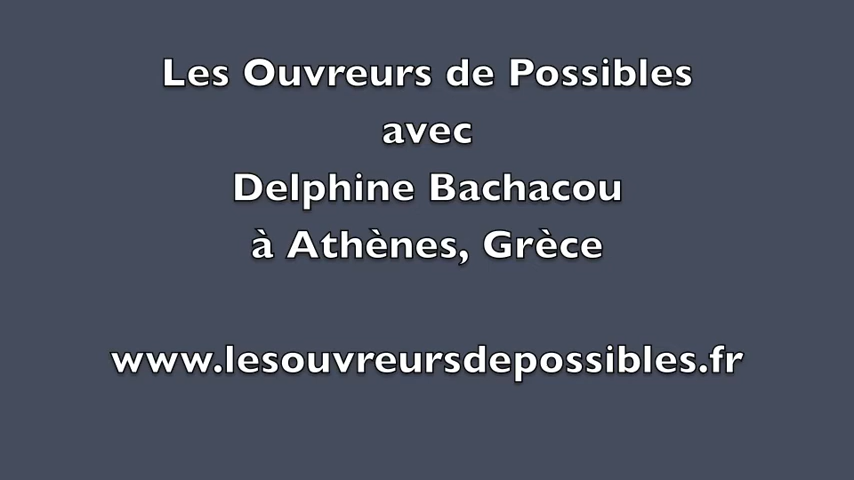 Les Ouvreurs de Possibles
avec
Delphine Bachacou
à Athènes, Grèce
www.lesouvreursdepossibles.fr